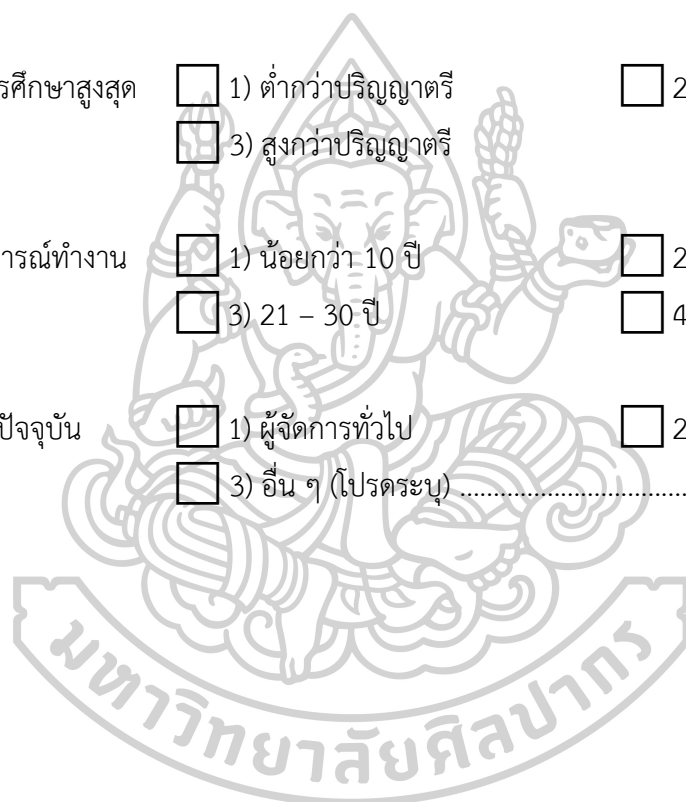 รศึกษาสูงสุด 1) ต่ำกว่าปริญญาตรี 2
3) สูงกว่าปริญญาตรี
ารณ์ทำงาน 1) น้อยกว่า 10 ปี 2
3) 21 – 30 ปี 4
ปัจจุบัน 1) ผู้จัดการทั่วไป 2
3) อื่น ๆ (โปรดระบุ) ...................................
มหาวิทยาลัยศิลปากร